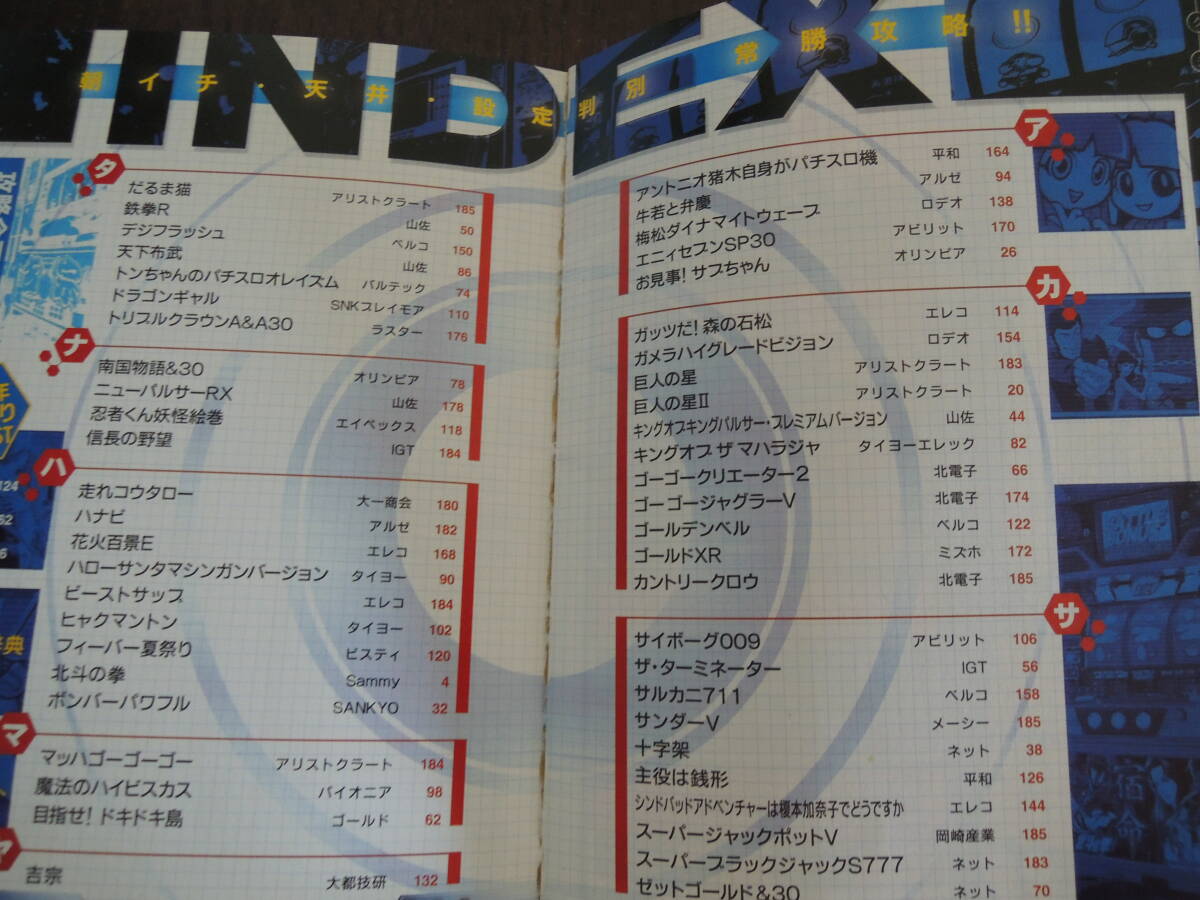 INDEX
朝イチ・天井・設定判別 常勝攻略!!
タ
だるま猫 アリストクラート 185
鉄拳R 山佐 50
デジフラッシュ ベルコ 150
天下布武 山佐 86
トンちゃんのパチスロオレイズム バルテック 74
ドラゴンギャル SNKプレイモア 110
トリプルクラウンA&A30 ラスター 176
ナ
南国物語&30 オリンピア 78
ニューパルサーRX 山佐 178
忍者くん妖怪絵巻 エイペックス 118
信長の野望 IGT 184
ハ
走れコウタロー 大一商会 180
ハナビ アルゼ 182
花火百景E エレコ 168
ハローサンタマシンガンバージョン タイヨー 90
ビーストサップ エレコ 184
ヒャクマントン タイヨー 102
フィーバー夏祭り ビスティ 120
北斗の拳 Sammy 4
ボンバーパワフル SANKYO 32
マ
マッハゴーゴーゴー アリストクラート 184
魔法のハイビスカス パイオニア 98
目指せ!ドキドキ島 ゴールド 62
ヤ
吉宗 大都技研 132
ア
アントニオ猪木自身がパチスロ機 平和 164
牛若と弁慶 アルゼ 94
梅松ダイナマイトウェーブ ロデオ 138
エニィセブンSP30 アビリット 170
お見事!サブちゃん オリンピア 26
カ
ガッツだ!森の石松 エレコ 114
ガメラハイグレードビジョン ロデオ 154
巨人の星 アリストクラート 183
巨人の星II アリストクラート 20
キングオブキングパルサー・プレミアムバージョン 山佐 44
キングオブ ザ マハラジャ タイヨーエレック 82
ゴーゴークリエーター2 北電子 66
ゴーゴージャグラーV 北電子 174
ゴールデンベル ベルコ 122
ゴールドXR ミズホ 172
カントリークロウ 北電子 185
サ
サイボーグ009 アビリット 106
ザ・ターミネーター IGT 56
サルカニ711 ベルコ 158
サンダーV メーシー 185
十字架 ネット 38
主役は銭形 平和 126
シンドバッドアドベンチャーは榎本加奈子でどうですか エレコ 144
スーパージャックポットV 岡崎産業 185
スーパーブラックジャックS777 ネット 183
ゼットゴールド&30 ネット 70
124
宿命